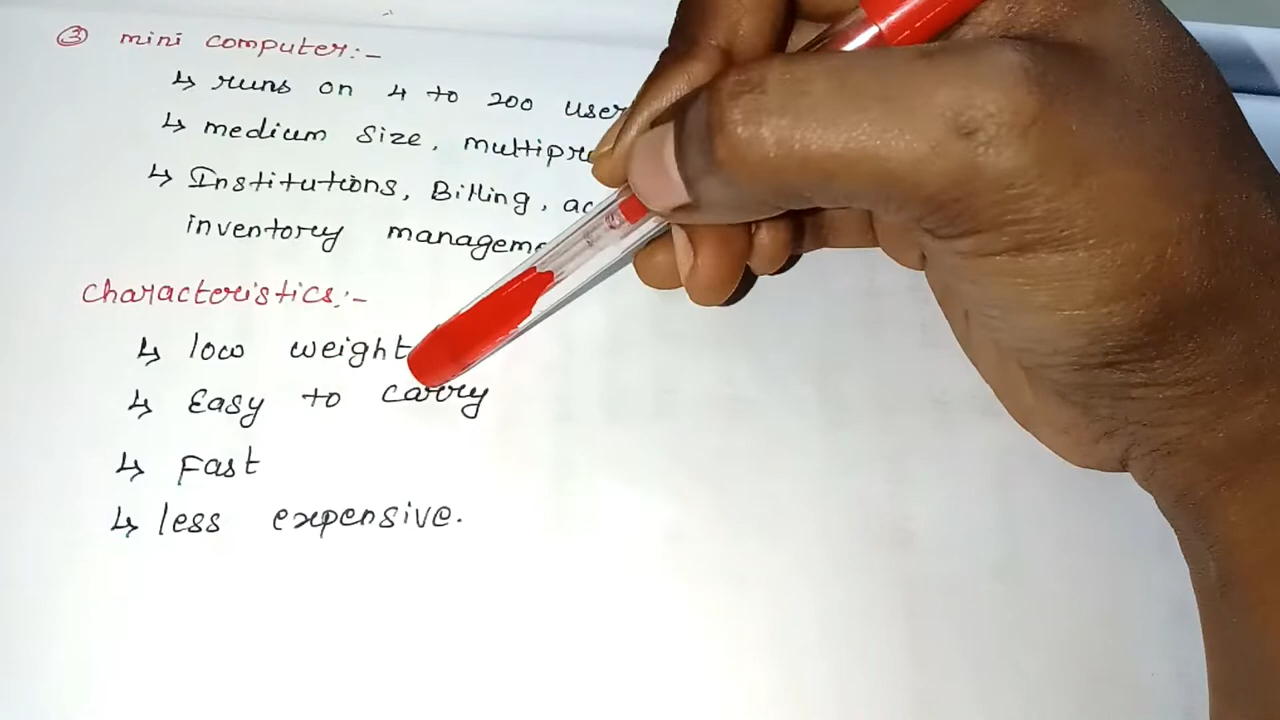 ③ mini computer:-
↳ runs on 4 to 200 user
↳ medium size, multipr
↳ Institutions, Billing, ac
inventory managem
characteristics:-
↳ low weight
↳ Easy to carry
↳ Fast
↳ less expensive.